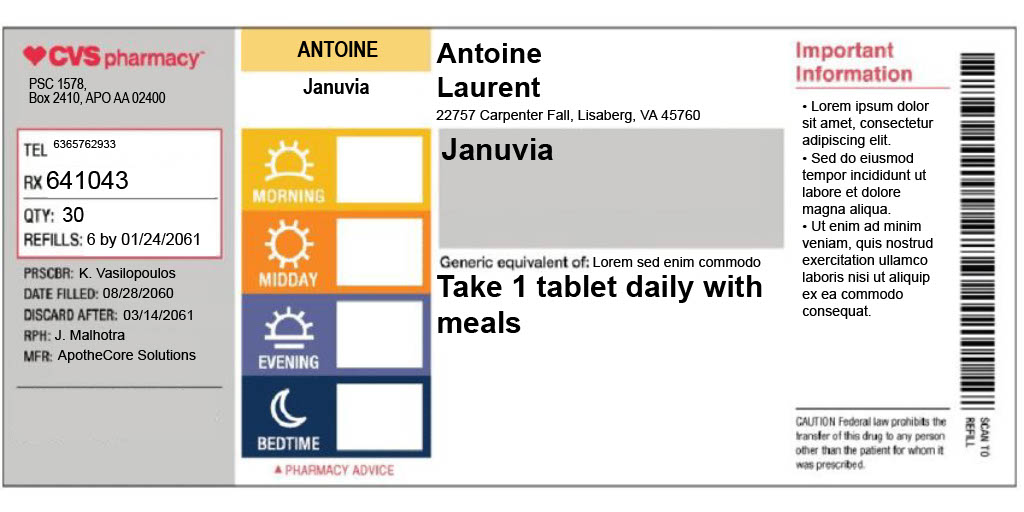 CVS pharmacy
PSC 1578,
Box 2410, APO AA 02400
TEL 6365762933
RX 641043
QTY: 30
REFILLS: 6 by 01/24/2061
PRSCBR: K. Vasilopoulos
DATE FILLED: 08/28/2060
DISCARD AFTER: 03/14/2061
RPH: J. Malhotra
MFR: ApotheCore Solutions
ANTOINE
Januvia
MORNING
MIDDAY
EVENING
BEDTIME
▲ PHARMACY ADVICE
Antoine
Laurent
22757 Carpenter Fall, Lisaberg, VA 45760
Januvia
Generic equivalent of: Lorem sed enim commodo
Take 1 tablet daily with
meals
Important
Information
• Lorem ipsum dolor
sit amet, consectetur
adipiscing elit.
• Sed do eiusmod
tempor incididunt ut
labore et dolore
magna aliqua.
• Ut enim ad minim
veniam, quis nostrud
exercitation ullamco
laboris nisi ut aliquip
ex ea commodo
consequat.
CAUTION Federal law prohibits the
transfer of this drug to any person
other than the patient for whom it
was prescribed.
SCAN TO
REFILL